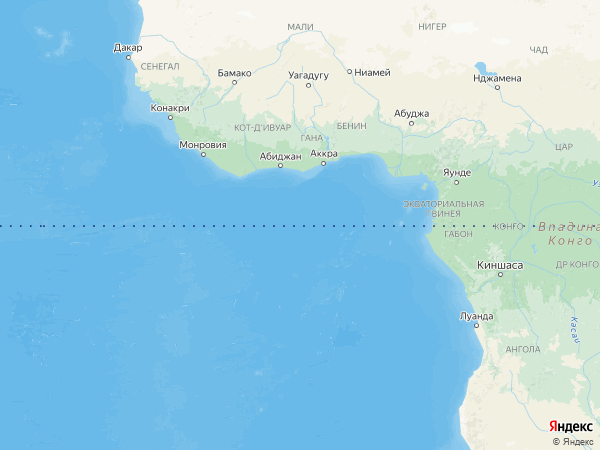 МАЛИ
НИГЕР
Дакар
ЧАД
СЕНЕГАЛ
Бамако
Уагадугу
Ниамей
Нджамена
Конакри
Абуджа
КОТ-Д'ИВУАР
ГАНА
БЕНИН
Монровия
Абиджан
Аккра
ЦАР
Яунде
ЭКВАТОРИАЛЬНАЯ
ГВИНЕЯ
ГАБОН
КОНГО
Впадина
Конго
Киншаса
ДР КОНГО
Луанда
Касаи
АНГОЛА
Яндекс
© Яндекс